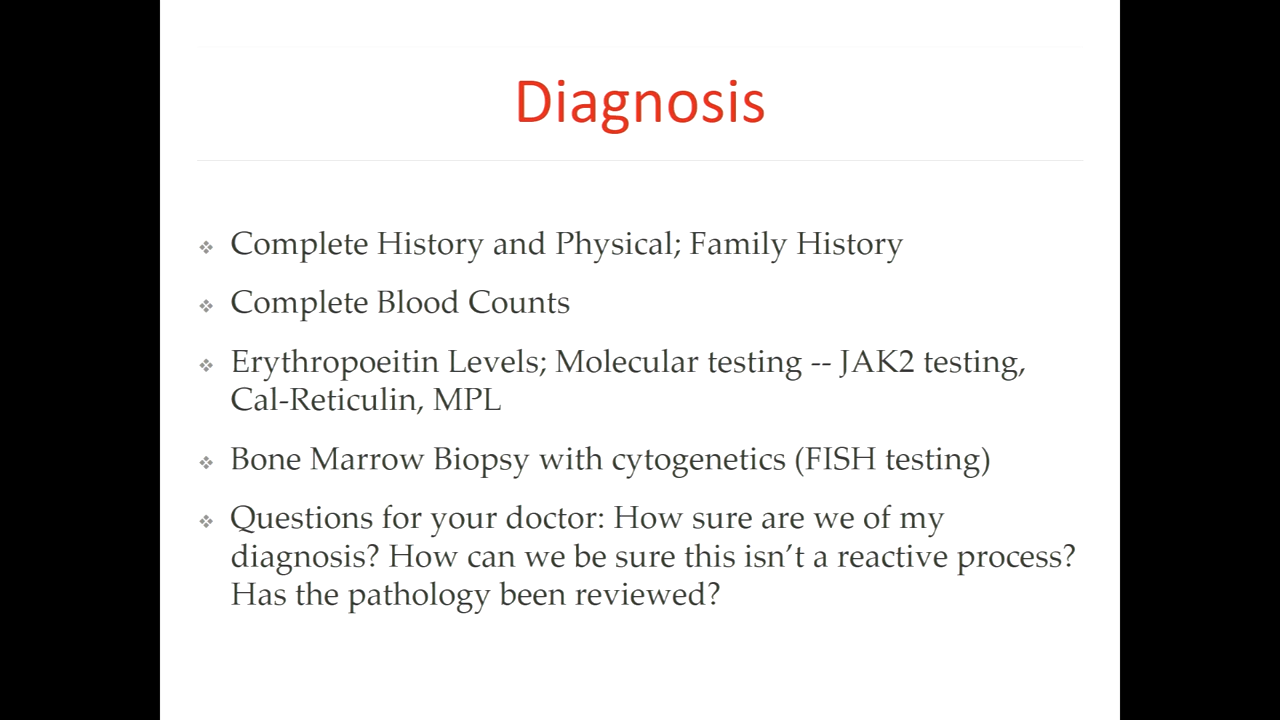 Diagnosis
Complete History and Physical; Family History
Complete Blood Counts
Erythropoeitin Levels; Molecular testing -- JAK2 testing,
Cal-Reticulin, MPL
Bone Marrow Biopsy with cytogenetics (FISH testing)
Questions for your doctor: How sure are we of my
diagnosis? How can we be sure this isn’t a reactive process?
Has the pathology been reviewed?